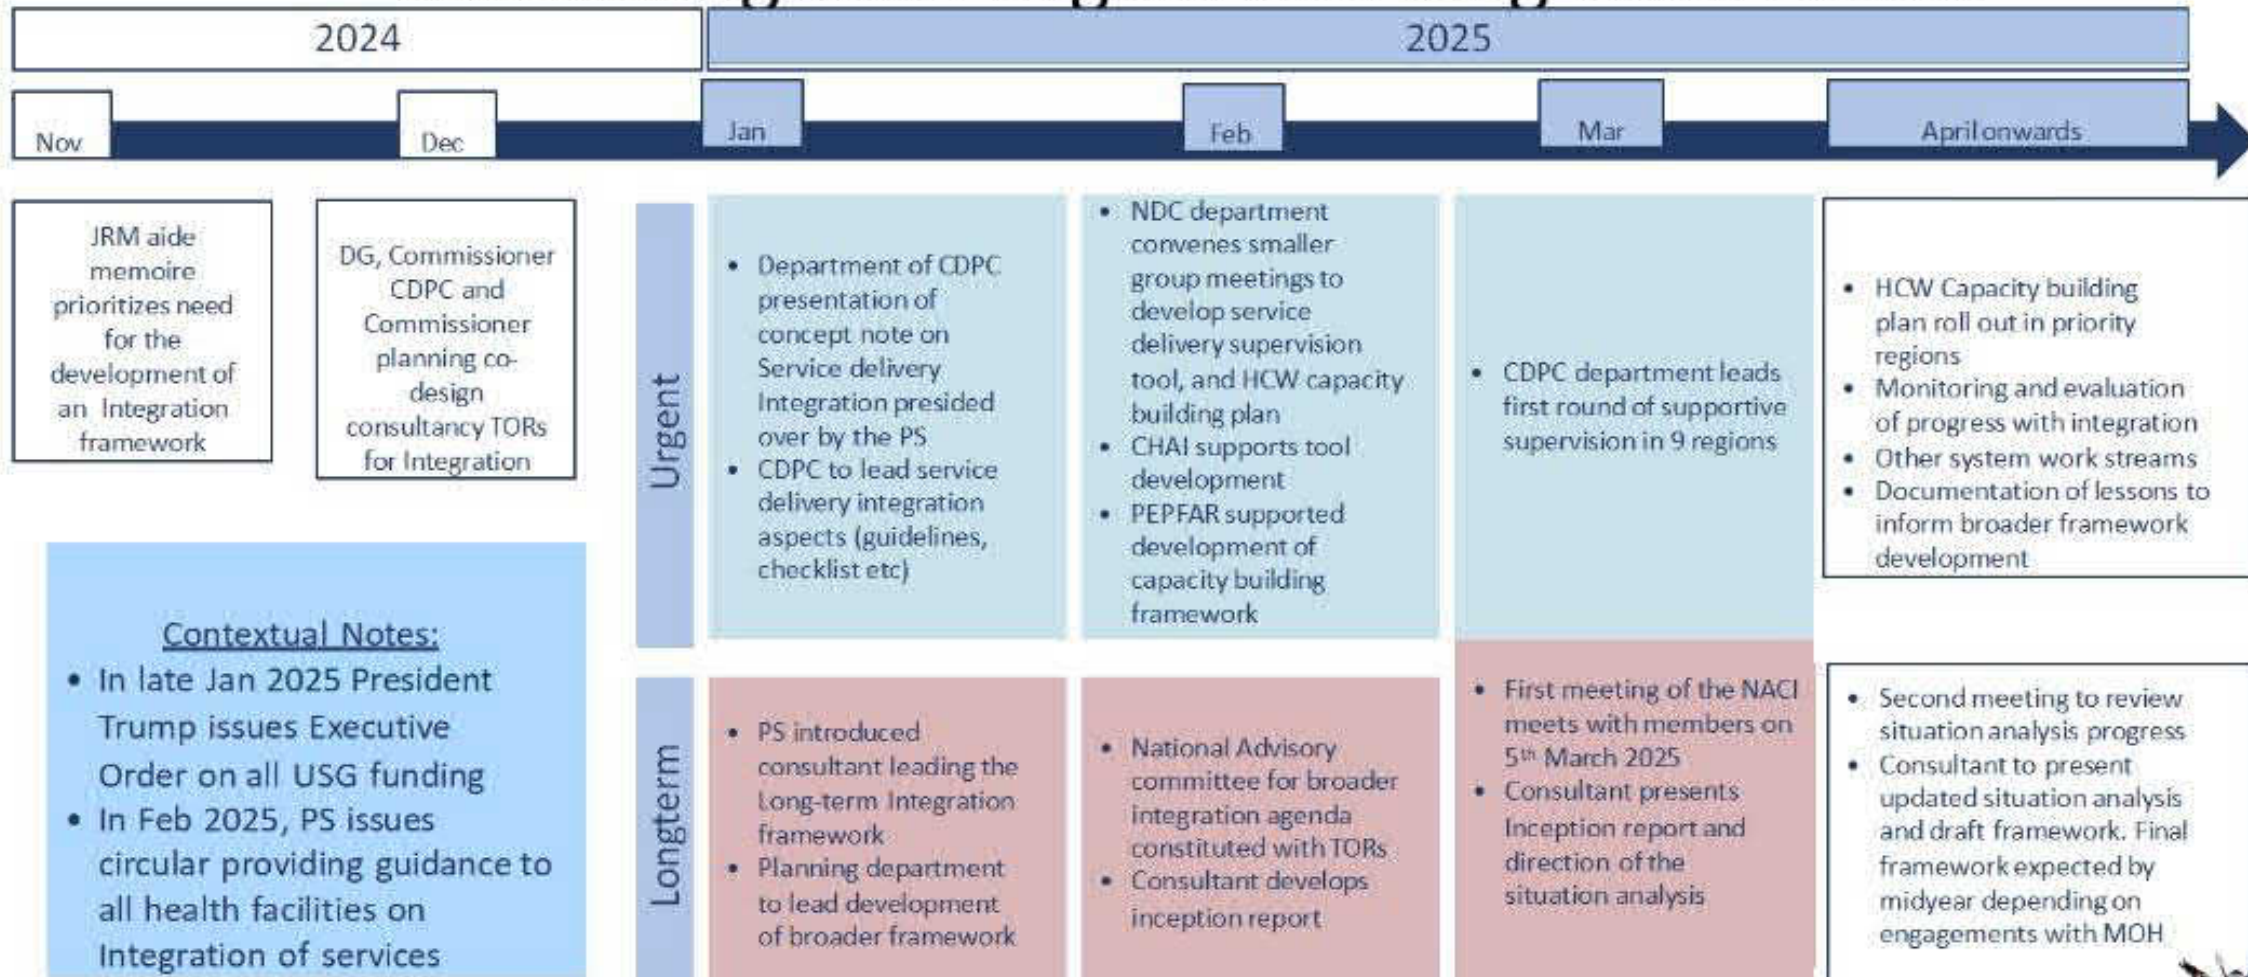 2024
2025
Nov
Dec
Jan
Feb
Mar
April onwards
JRM aide
memoire
prioritizes need
for the
development of
an Integration
framework
DG, Commissioner
CDPC and
Commissioner
planning co-
design
consultancy TORs
for Integration
Contextual Notes:
• In late Jan 2025 President
Trump issues Executive
Order on all USG funding
• In Feb 2025, PS issues
circular providing guidance to
all health facilities on
Integration of services
Urgent
• Department of CDPC
presentation of
concept note on
Service delivery
Integration presided
over by the PS
• CDPC to lead service
delivery integration
aspects (guidelines,
checklist etc)
• NDC department
convenes smaller
group meetings to
develop service
delivery supervision
tool, and HCW capacity
building plan
• CHAI supports tool
development
• PEPFAR supported
development of
capacity building
framework
• CDPC department leads
first round of supportive
supervision in 9 regions
• HCW Capacity building
plan roll out in priority
regions
• Monitoring and evaluation
of progress with integration
• Other system work streams
• Documentation of lessons to
inform broader framework
development
Longterm
• PS introduced
consultant leading the
Long-term Integration
framework
• Planning department
to lead development
of broader framework
• National Advisory
committee for broader
integration agenda
constituted with TORs
• Consultant develops
inception report
• First meeting of the NACI
meets with members on
5th March 2025
• Consultant presents
Inception report and
direction of the
situation analysis
• Second meeting to review
situation analysis progress
• Consultant to present
updated situation analysis
and draft framework. Final
framework expected by
midyear depending on
engagements with MOH